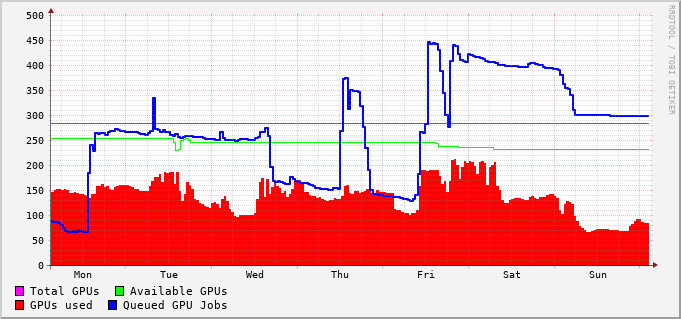 500
450
400
350
300
250
200
150
100
50
0
Mon Tue Wed Thu Fri Sat Sun
Total GPUs Available GPUs
GPUs used Queued GPU Jobs
RRDTOOL / TOBI OETIKER